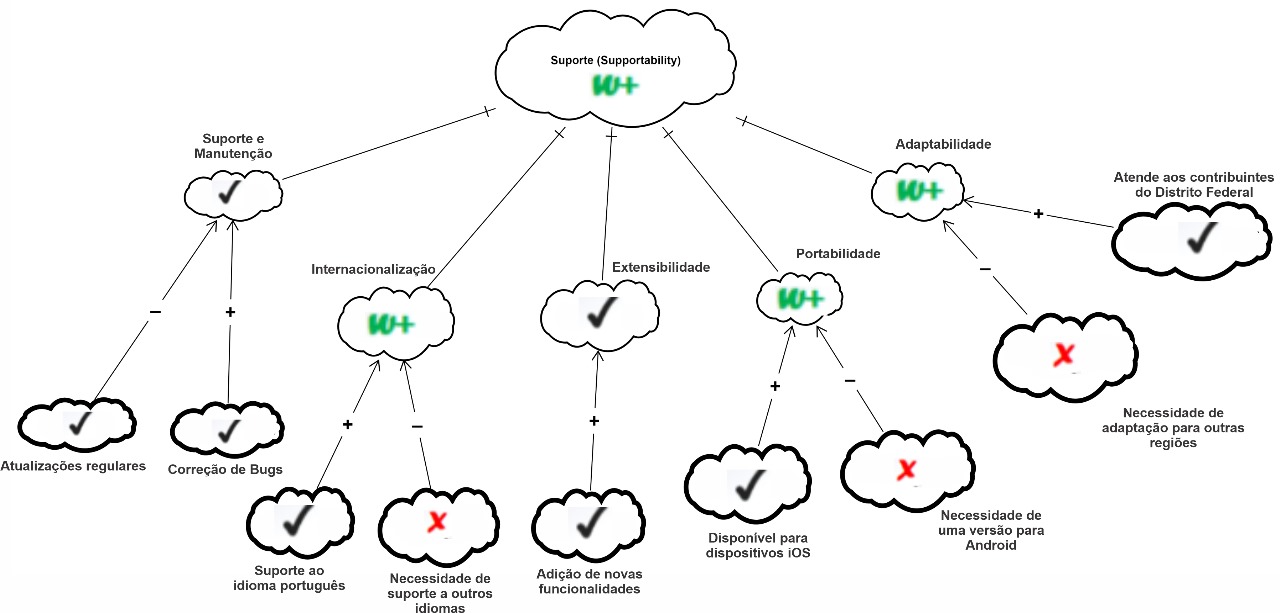 Suporte (Supportability)
W+
Suporte e
Manutenção
Adaptabilidade
W+
Atende aos contribuintes
do Distrito Federal
+
Internacionalização
W+
Extensibilidade
Portabilidade
W+
–
–
+
+
–
+
–
+
Necessidade de
adaptação para outras
regiões
Atualizações regulares
Correção de Bugs
Suporte ao
idioma português
Necessidade de
suporte a outros
idiomas
Adição de novas
funcionalidades
Disponível para
dispositivos iOS
Necessidade de
uma versão para
Android